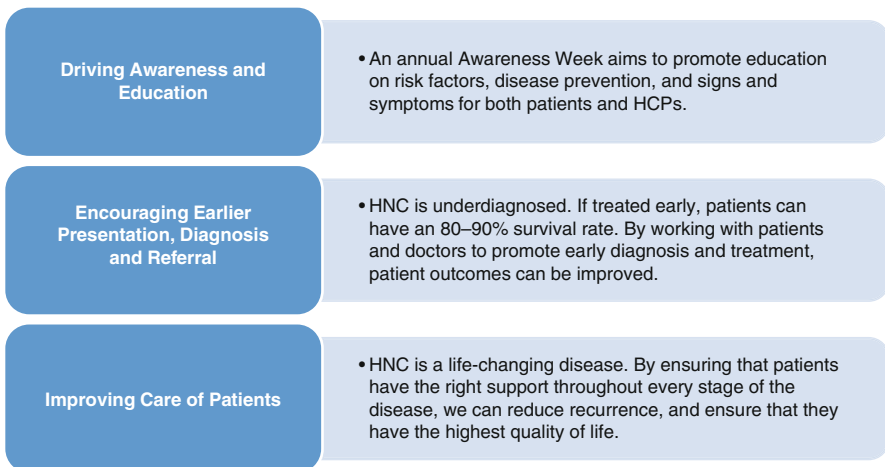 Driving Awareness and
Education
• An annual Awareness Week aims to promote education
on risk factors, disease prevention, and signs and
symptoms for both patients and HCPs.
Encouraging Earlier
Presentation, Diagnosis
and Referral
• HNC is underdiagnosed. If treated early, patients can
have an 80–90% survival rate. By working with patients
and doctors to promote early diagnosis and treatment,
patient outcomes can be improved.
Improving Care of Patients
• HNC is a life-changing disease. By ensuring that patients
have the right support throughout every stage of the
disease, we can reduce recurrence, and ensure that they
have the highest quality of life.